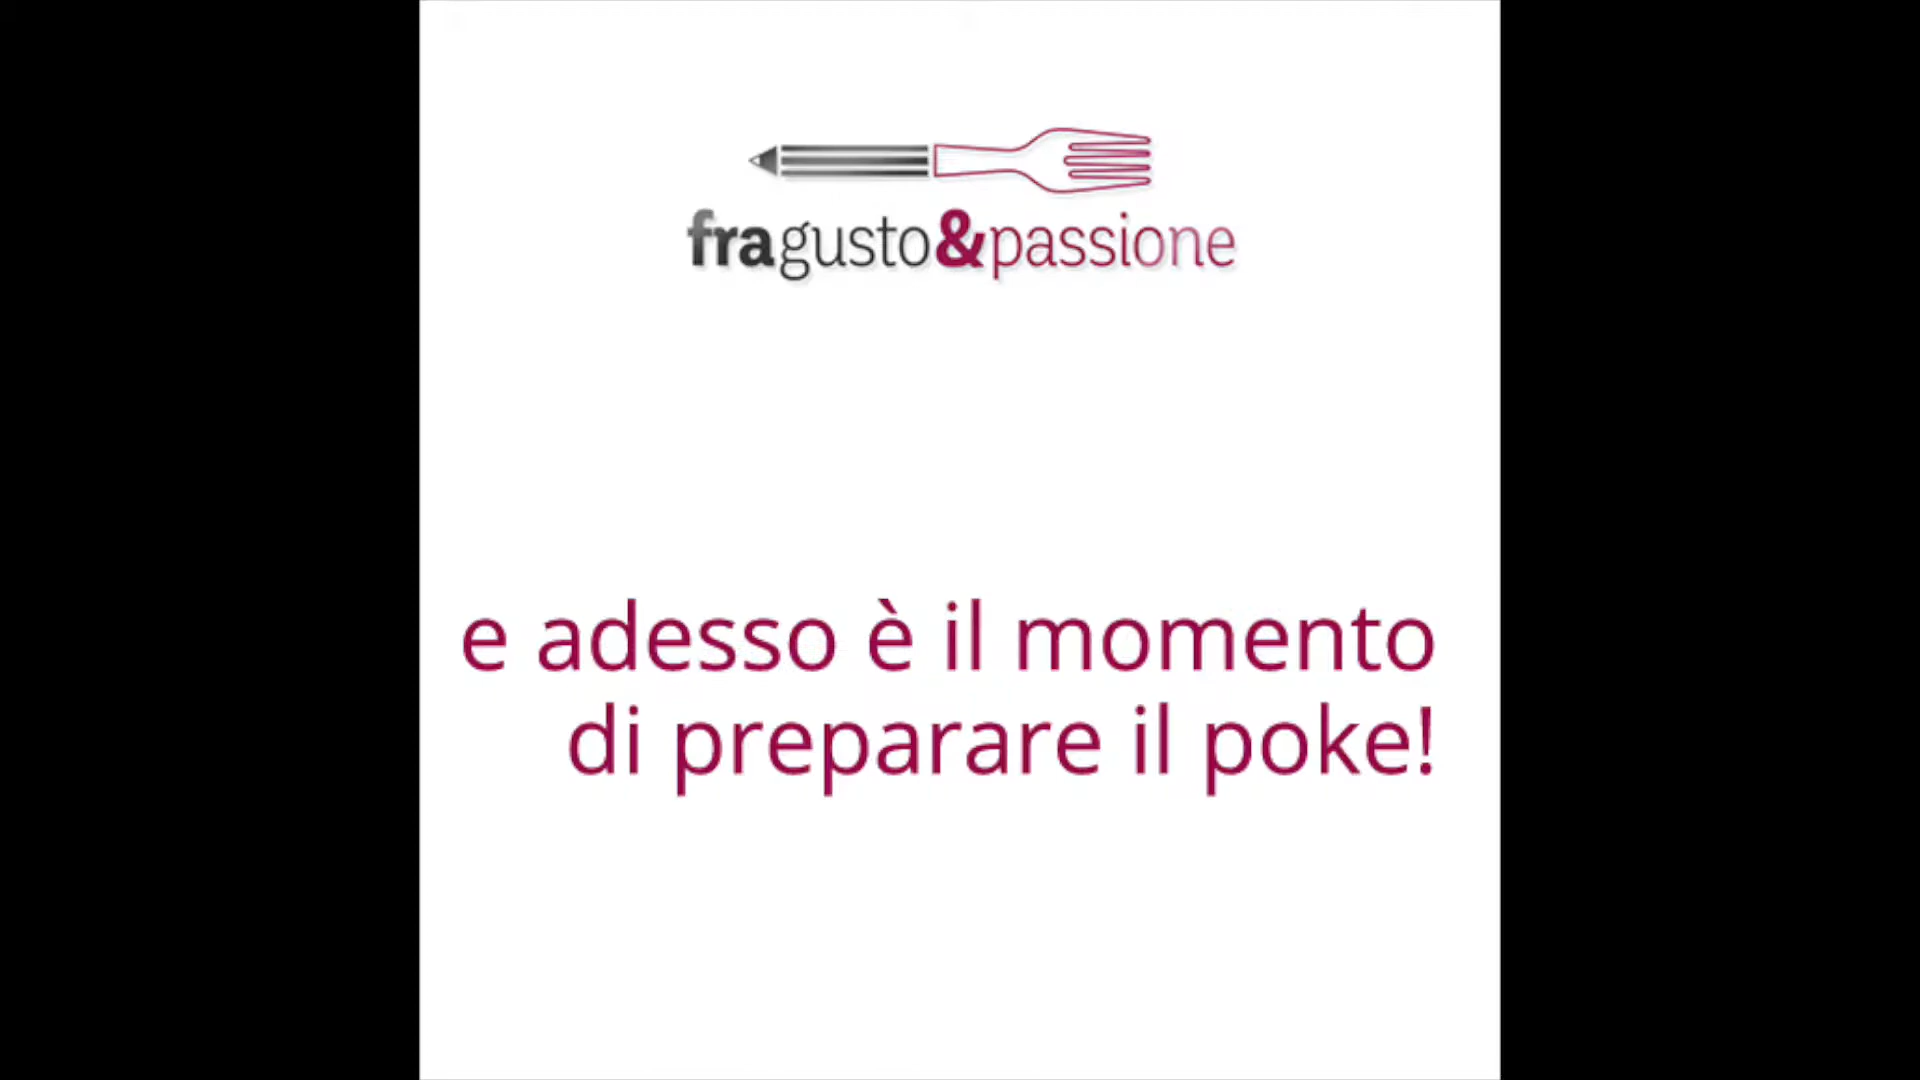 fragusto&passione
e adesso è il momento
di preparare il poke!